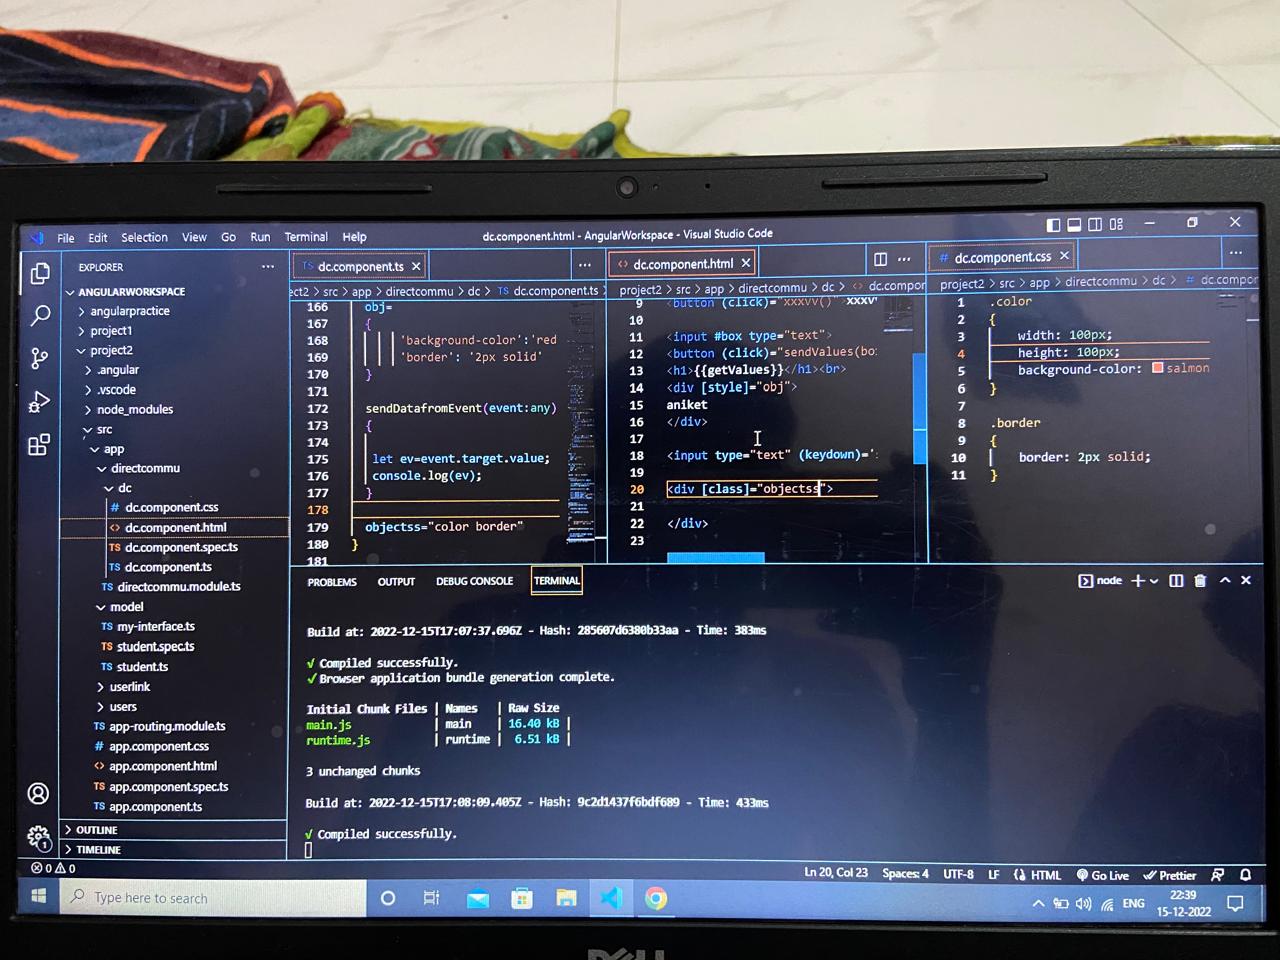 File Edit Selection View Go Run Terminal Help
dc.component.html - AngularWorkspace - Visual Studio Code
EXPLORER
ANGULARWORKSPACE
angularpractice
project1
project2
.angular
.vscode
node_modules
src
app
directcommu
dc
dc.component.css
dc.component.html
TS dc.component.spec.ts
TS dc.component.ts
TS directcommu.module.ts
model
TS my-interface.ts
TS student.spec.ts
TS student.ts
userlink
users
TS app-routing.module.ts
# app.component.css
<> app.component.html
TS app.component.spec.ts
TS app.component.ts
OUTLINE
TIMELINE
TS dc.component.ts
ect2 > src > app > directcommu > dc > TS dc.component.ts >
166 obj=
167 {
168 'background-color':'red
169 'border': '2px solid'
170 }
171
172 sendDatafromEvent(event:any)
173 {
174
175 let ev=event.target.value;
176 console.log(ev);
177 }
178
179 objectss="color border"
180 }
181
<> dc.component.html
project2 > src > app > directcommu > dc > <> dc.compon
9 <button (click)="xxxvv()">xxxv
10
11 <input #box type="text">
12 <button (click)="sendValues(bo
13 <h1>{{getValues}}</h1><br>
14 <div [style]="obj">
15 aniket
16 </div>
17
18 <input type="text" (keydown)='
19
20 <div [class]="objectss">
21
22 </div>
23
# dc.component.css
project2 > src > app > directcommu > dc > # dc.compon
1 .color
2 {
3 width: 100px;
4 height: 100px;
5 background-color: salmon
6 }
7
8 .border
9 {
10 border: 2px solid;
11 }
PROBLEMS OUTPUT DEBUG CONSOLE TERMINAL
node
Build at: 2022-12-15T17:07:37.696Z - Hash: 285607d6380b33aa - Time: 383ms
√ Compiled successfully.
√ Browser application bundle generation complete.
Initial Chunk Files | Names | Raw Size
main.js | main | 16.40 kB |
runtime.js | runtime | 6.51 kB |
3 unchanged chunks
Build at: 2022-12-15T17:08:09.405Z - Hash: 9c2d1437f6bdf689 - Time: 433ms
√ Compiled successfully.
0 0
Ln 20, Col 23 Spaces: 4 UTF-8 LF HTML Go Live Prettier
Type here to search
ENG
22:39
15-12-2022
DELL